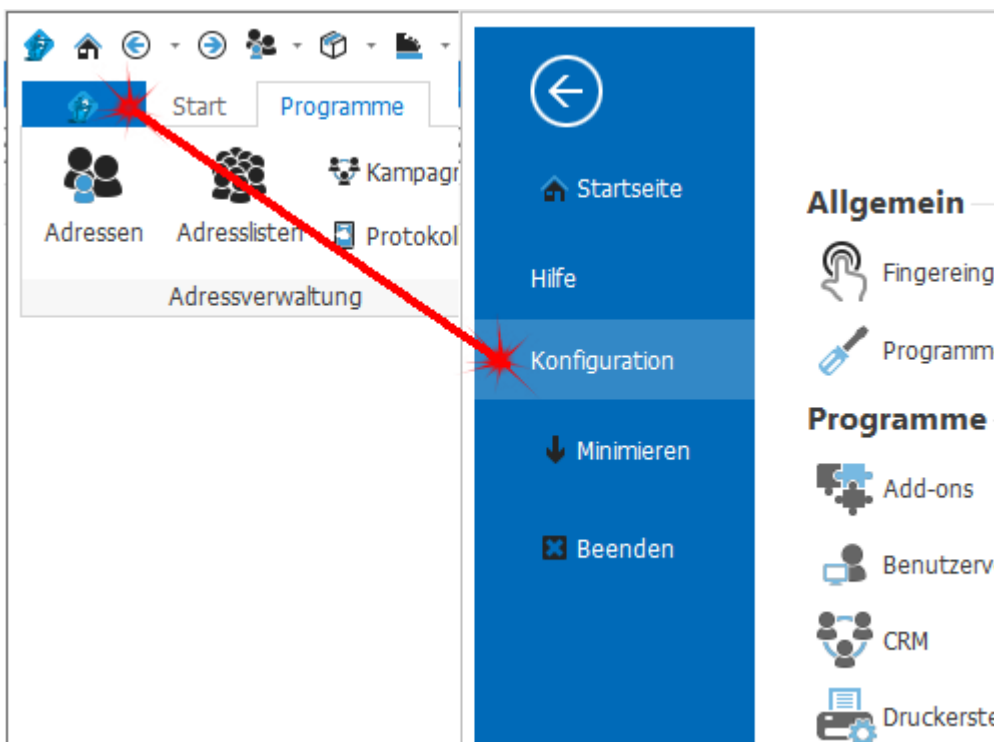 Start
Programme
Adressen
Adresslisten
Kampagn
Protokol
Adressverwaltung
Startseite
Hilfe
Konfiguration
Minimieren
Beenden
Allgemein
Fingereing
Programm
Programme
Add-ons
Benutzerv
CRM
Druckerste